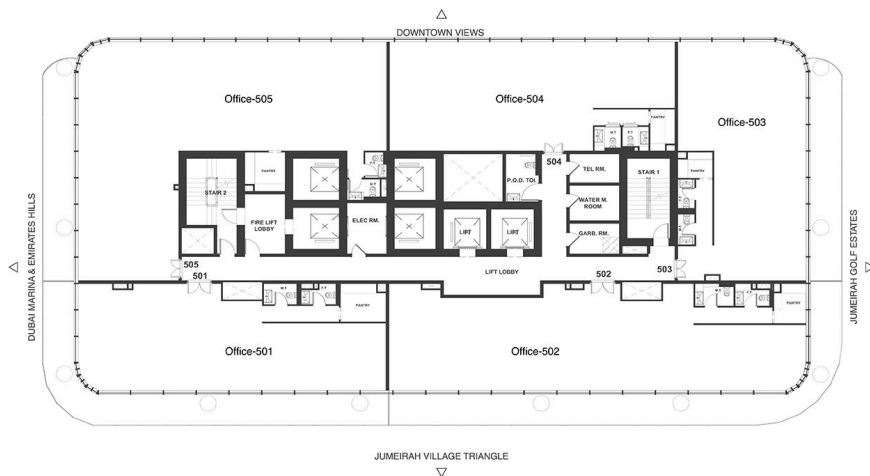 DOWNTOWN VIEWS
Office-505
Office-504
Office-503
PANTRY
M.T
F.T
PANTRY
504
STAIR 2
PANTRY
M.T
P.O.D. TOI.
TEL RM.
STAIR 1
WATER M.
ROOM
FIRE LIFT
LOBBY
ELEC RM.
LIFT
LIFT
GARB. RM.
505
501
LIFT LOBBY
502
503
M.T
F.T
PANTRY
M.T
F.T
PANTRY
Office-501
Office-502
DUBAI MARINA & EMIRATES HILLS
JUMEIRAH GOLF ESTATES
JUMEIRAH VILLAGE TRIANGLE